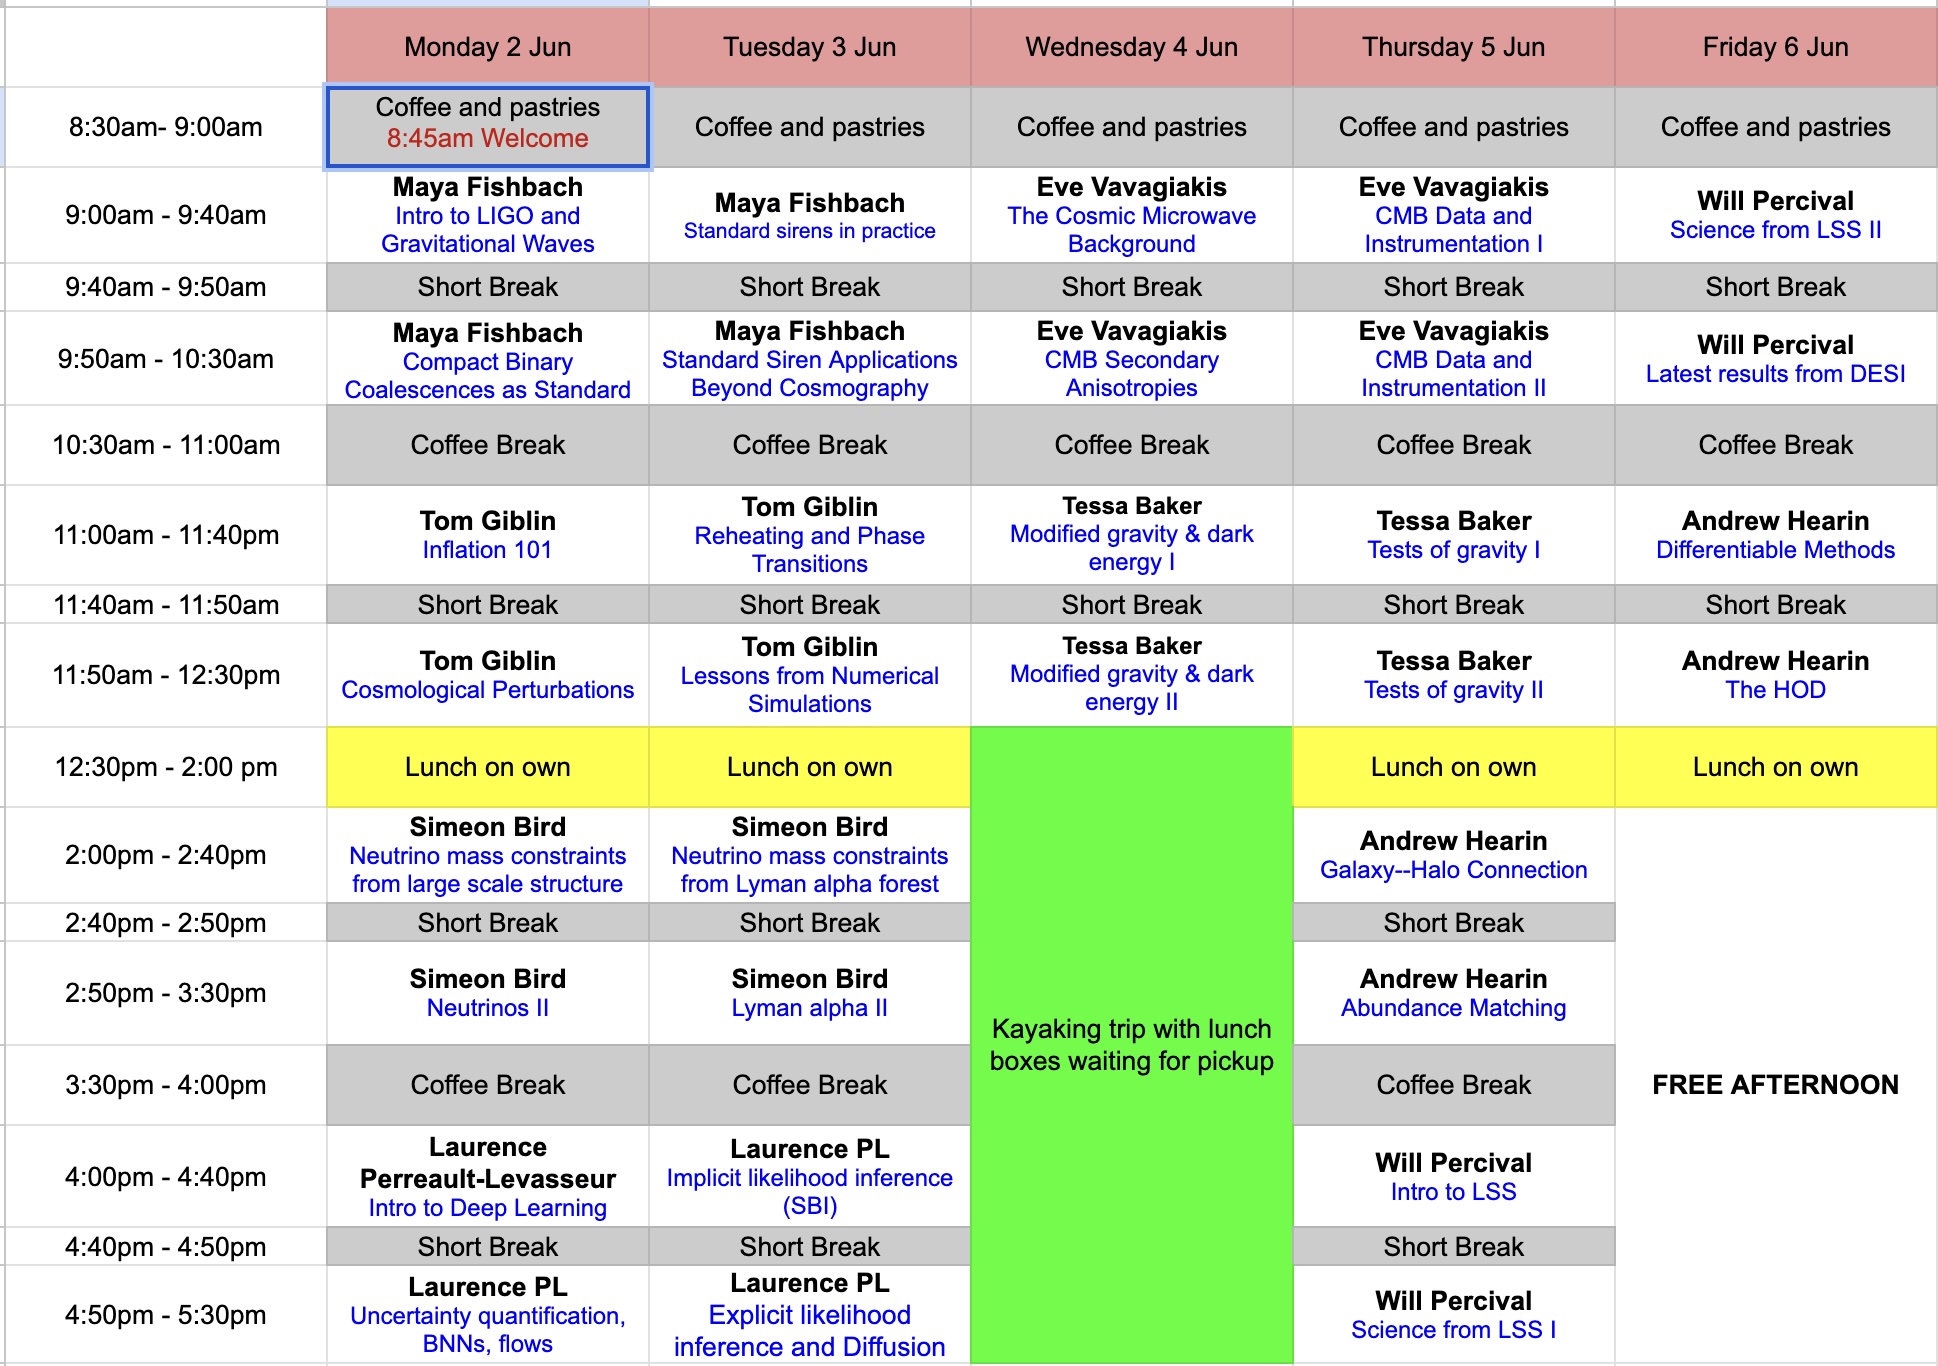 Monday 2 Jun
Tuesday 3 Jun
Wednesday 4 Jun
Thursday 5 Jun
Friday 6 Jun
8:30am- 9:00am
Coffee and pastries
8:45am Welcome
Coffee and pastries
Coffee and pastries
Coffee and pastries
Coffee and pastries
9:00am - 9:40am
Maya Fishbach
Intro to LIGO and
Gravitational Waves
Maya Fishbach
Standard sirens in practice
Eve Vavagiakis
The Cosmic Microwave
Background
Eve Vavagiakis
CMB Data and
Instrumentation I
Will Percival
Science from LSS II
9:40am - 9:50am
Short Break
Short Break
Short Break
Short Break
Short Break
9:50am - 10:30am
Maya Fishbach
Compact Binary
Coalescences as Standard
Maya Fishbach
Standard Siren Applications
Beyond Cosmography
Eve Vavagiakis
CMB Secondary
Anisotropies
Eve Vavagiakis
CMB Data and
Instrumentation II
Will Percival
Latest results from DESI
10:30am - 11:00am
Coffee Break
Coffee Break
Coffee Break
Coffee Break
Coffee Break
11:00am - 11:40pm
Tom Giblin
Inflation 101
Tom Giblin
Reheating and Phase
Transitions
Tessa Baker
Modified gravity & dark
energy I
Tessa Baker
Tests of gravity I
Andrew Hearin
Differentiable Methods
11:40am - 11:50am
Short Break
Short Break
Short Break
Short Break
Short Break
11:50am - 12:30pm
Tom Giblin
Cosmological Perturbations
Tom Giblin
Lessons from Numerical
Simulations
Tessa Baker
Modified gravity & dark
energy II
Tessa Baker
Tests of gravity II
Andrew Hearin
The HOD
12:30pm - 2:00 pm
Lunch on own
Lunch on own
Kayaking trip with lunch
boxes waiting for pickup
Lunch on own
Lunch on own
2:00pm - 2:40pm
Simeon Bird
Neutrino mass constraints
from large scale structure
Simeon Bird
Neutrino mass constraints
from Lyman alpha forest
Andrew Hearin
Galaxy--Halo Connection
FREE AFTERNOON
2:40pm - 2:50pm
Short Break
Short Break
Short Break
2:50pm - 3:30pm
Simeon Bird
Neutrinos II
Simeon Bird
Lyman alpha II
Andrew Hearin
Abundance Matching
3:30pm - 4:00pm
Coffee Break
Coffee Break
Coffee Break
4:00pm - 4:40pm
Laurence
Perreault-Levasseur
Intro to Deep Learning
Laurence PL
Implicit likelihood inference
(SBI)
Will Percival
Intro to LSS
4:40pm - 4:50pm
Short Break
Short Break
Short Break
4:50pm - 5:30pm
Laurence PL
Uncertainty quantification,
BNNs, flows
Laurence PL
Explicit likelihood
inference and Diffusion
Will Percival
Science from LSS I